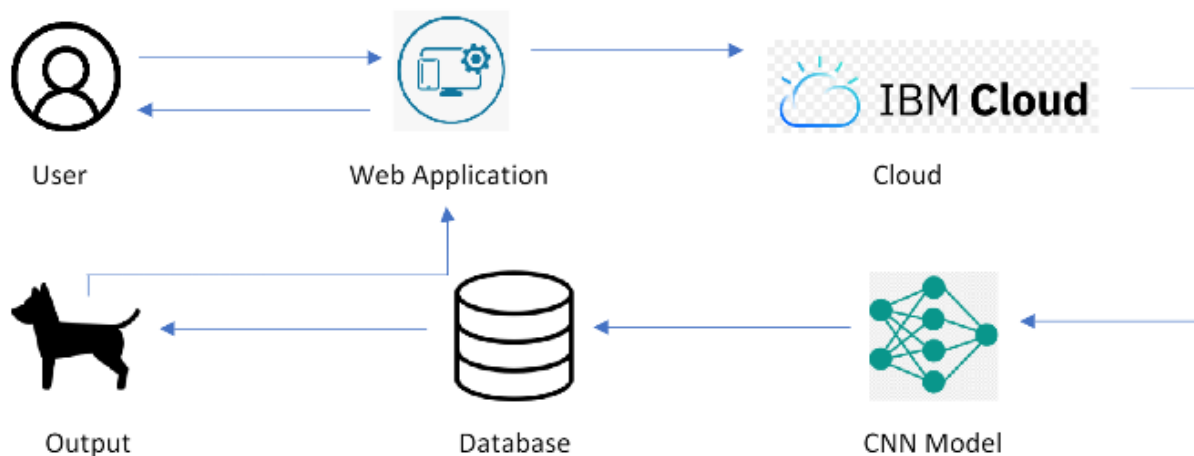 IBM Cloud
User
Web Application
Cloud
Output
Database
CNN Model